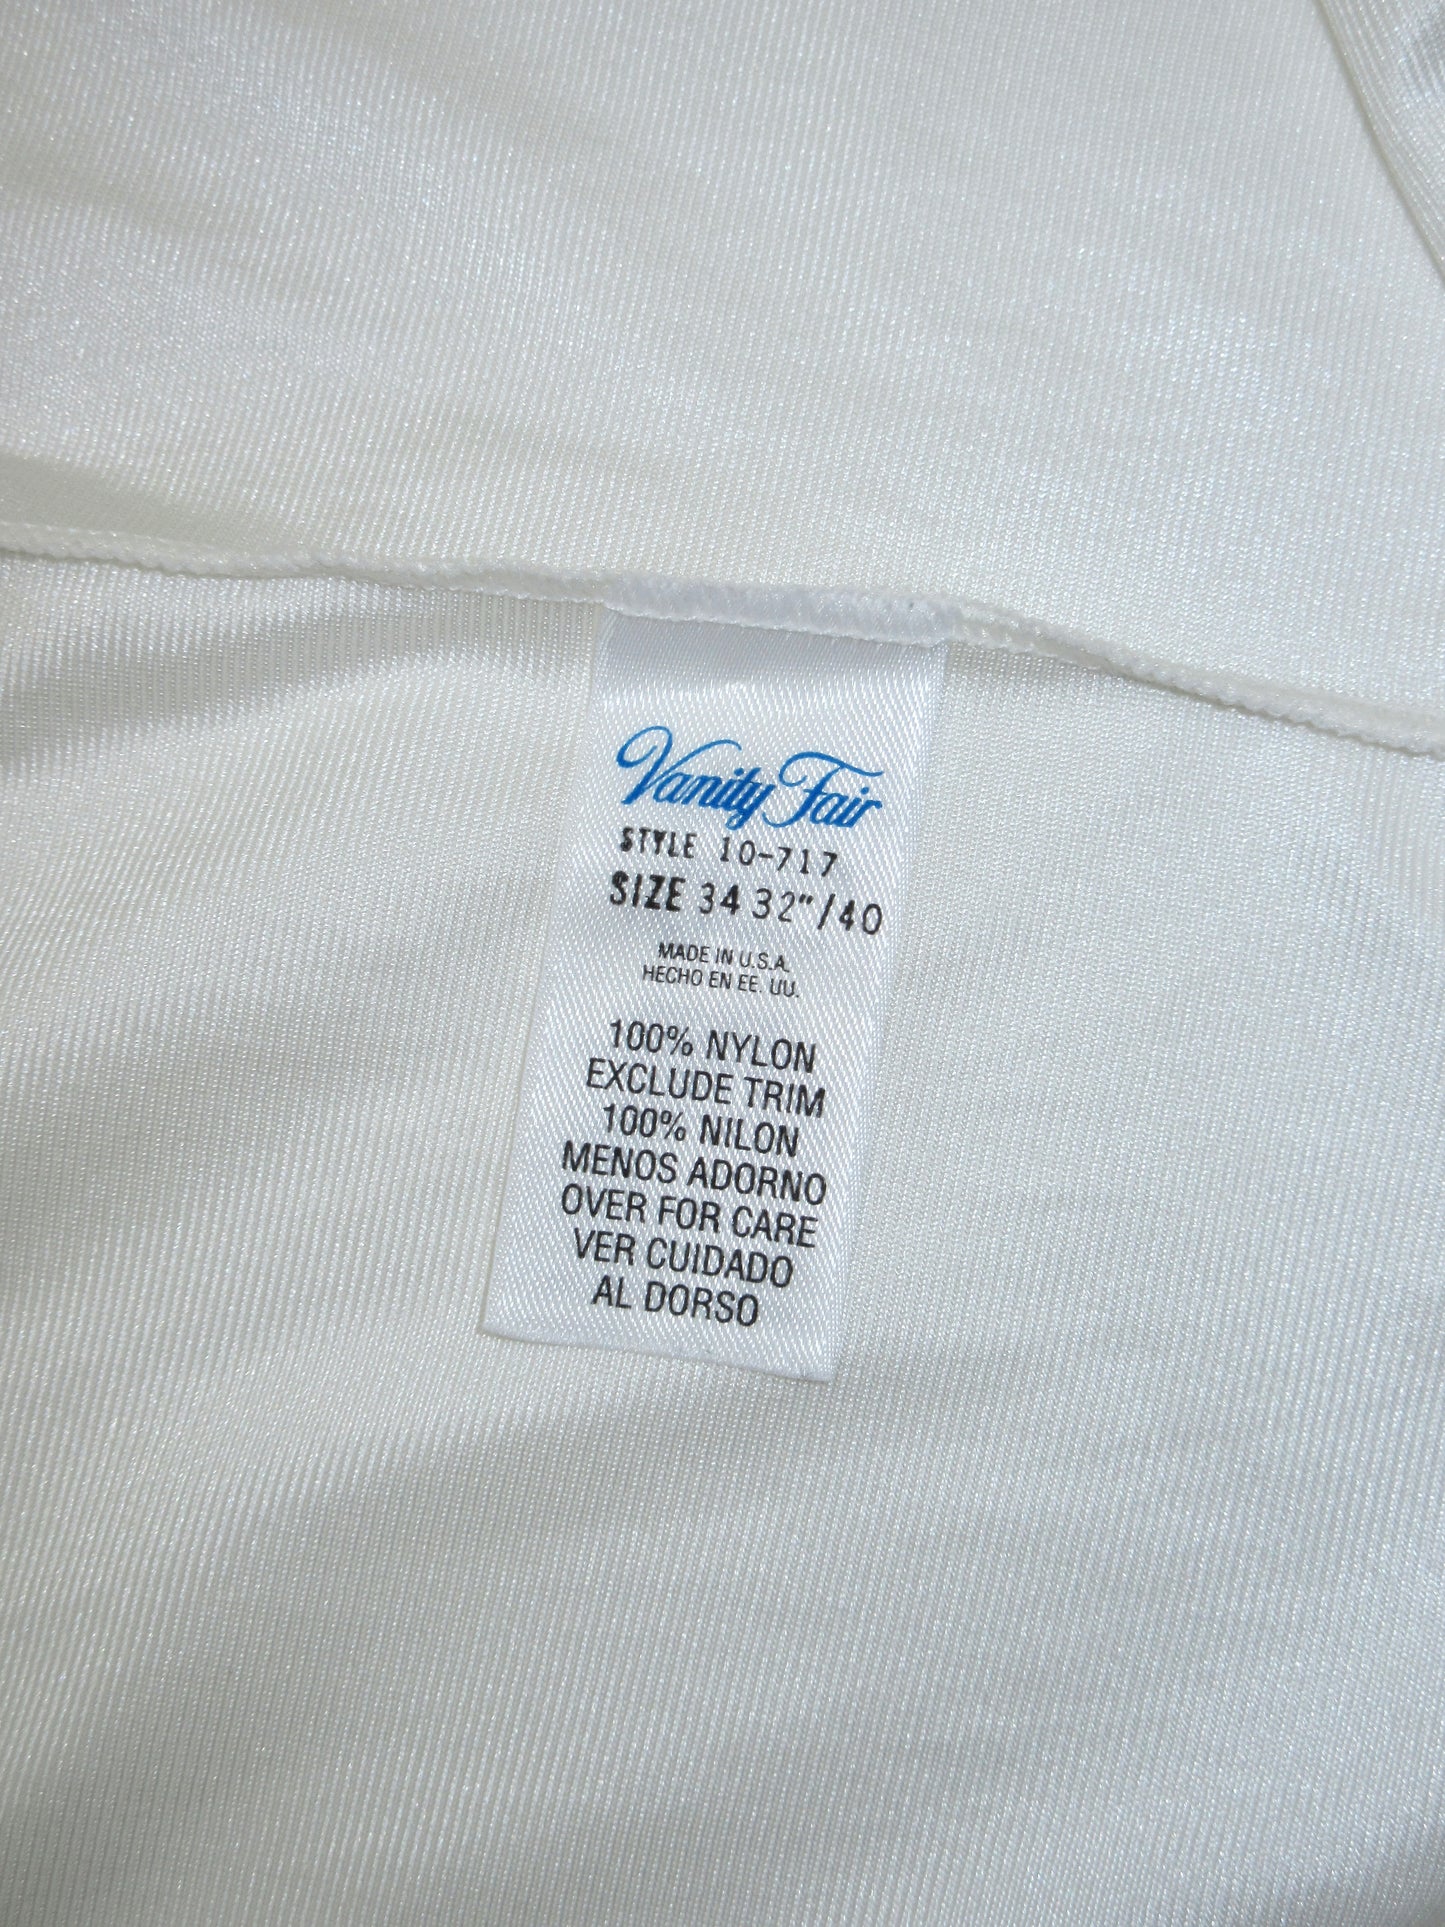 Vanity Fair
STYLE 10-717
SIZE 34 32"/40
MADE IN U.S.A.
HECHO EN EE. UU.
100% NYLON
EXCLUDE TRIM
100% NILON
MENOS ADORNO
OVER FOR CARE
VER CUIDADO
AL DORSO